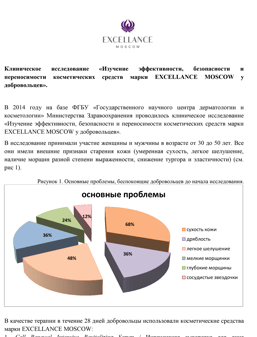 EXCELLANCE
MOSCOW
Клиническое исследование «Изучение эффективности, безопасности и
переносимости косметических средств марки EXCELLANCE MOSCOW у
добровольцев».
В 2014 году на базе ФГБУ «Государственного научного центра дерматологии и
косметологии» Министерства Здравоохранения проводилось клиническое исследование
«Изучение эффективности, безопасности и переносимости косметических средств марки
EXCELLANCE MOSCOW у добровольцев».
В исследовании принимали участие женщины и мужчины в возрасте от 30 до 50 лет. Все
они имели внешние признаки старения кожи (умеренная сухость, легкое шелушение,
наличие морщин разной степени выраженности, снижение тургора и эластичности) (см.
рис 1).
Рисунок 1. Основные проблемы, беспокоющие добровольцев до начала исследования.
основные проблемы
68%
36%
48%
36%
24%
12%
сухость кожи
дряблость
легкое шелушение
мелкие морщинки
глубокие морщины
сосудистые звездочки
В качестве терапии в течение 28 дней добровольцы использовали косметические средства
марки EXCELLANCE MOSCOW: